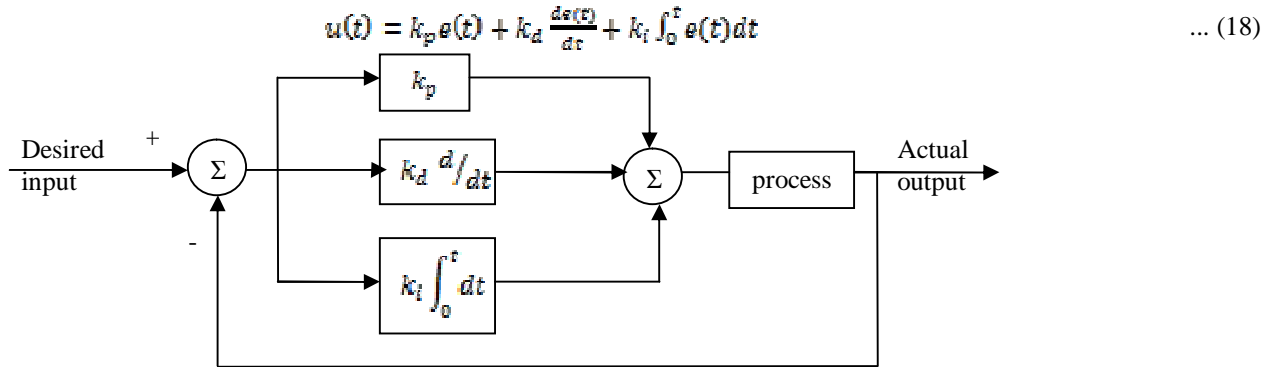 u(t) = k_p e(t) + k_d de(t)/dt + k_i ∫_0^t e(t)dt ... (18)
k_p
Desired
input
+
Σ
-
k_d d/dt
k_i ∫_0^t dt
Σ
process
Actual
output